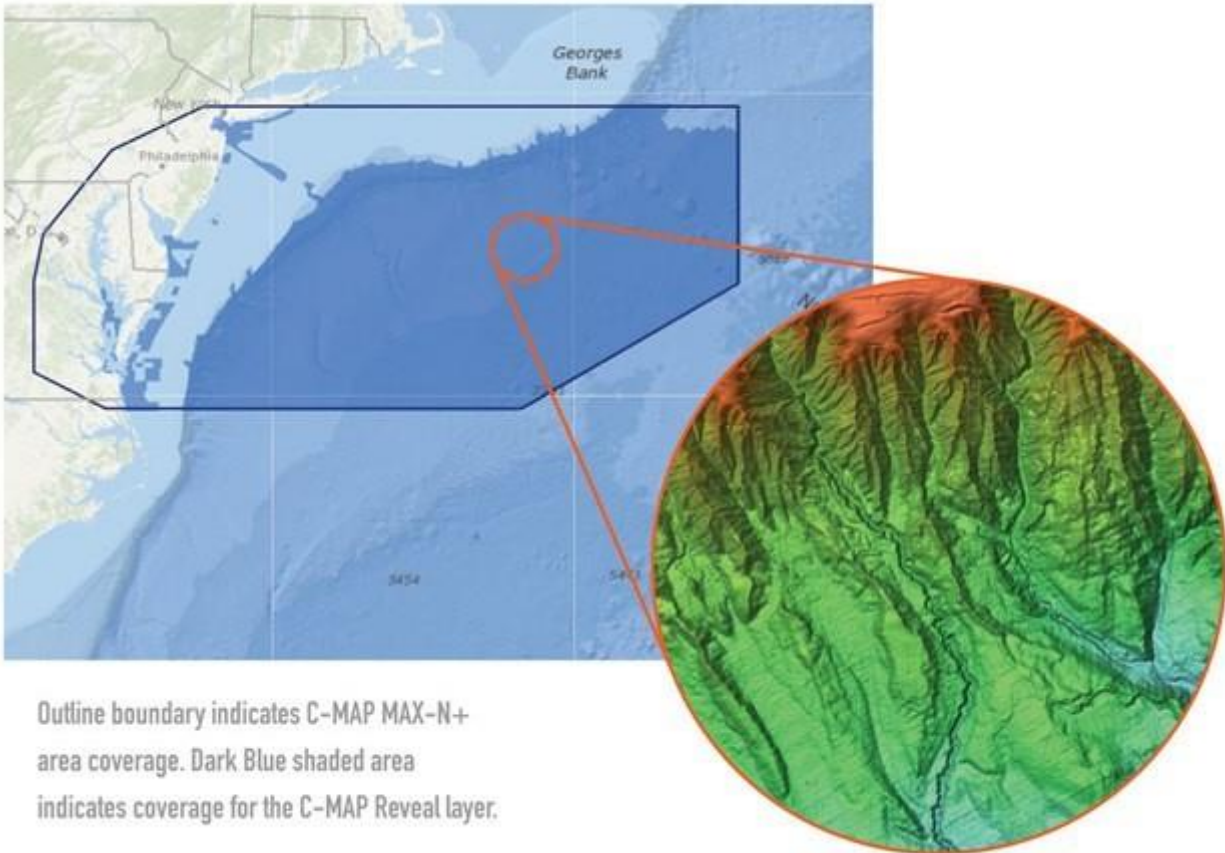 Georges
Bank
New York
Philadelphia
5454
Outline boundary indicates C-MAP MAX-N+
area coverage. Dark Blue shaded area
indicates coverage for the C-MAP Reveal layer.